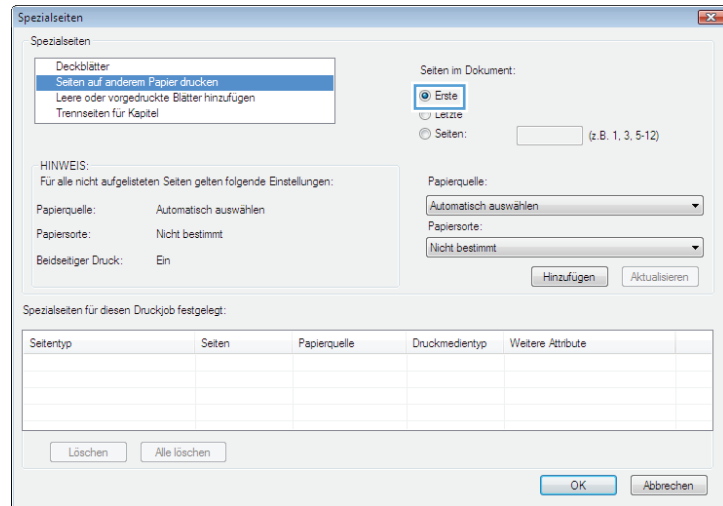 Spezialseiten
Spezialseiten
Deckblätter
Seiten auf anderem Papier drucken
Leere oder vorgedruckte Blätter hinzufügen
Trennseiten für Kapitel
Seiten im Dokument:
Erste
Letzte
Seiten:
(z.B. 1, 3, 5-12)
HINWEIS:
Für alle nicht aufgelisteten Seiten gelten folgende Einstellungen:
Papierquelle: Automatisch auswählen
Papiersorte: Nicht bestimmt
Beidseitiger Druck: Ein
Papierquelle:
Automatisch auswählen
Papiersorte:
Nicht bestimmt
Hinzufügen Aktualisieren
Spezialseiten für diesen Druckjob festgelegt:
Seitentyp Seiten Papierquelle Druckmedientyp Weitere Attribute
Löschen Alle löschen
OK Abbrechen